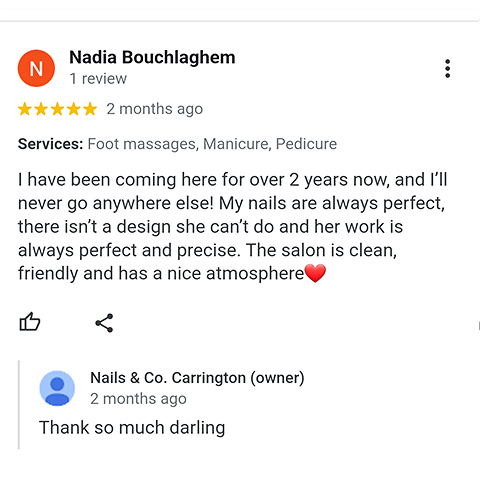 N
Nadia Bouchlaghem
1 review
2 months ago
Services: Foot massages, Manicure, Pedicure
I have been coming here for over 2 years now, and I’ll
never go anywhere else! My nails are always perfect,
there isn’t a design she can’t do and her work is
always perfect and precise. The salon is clean,
friendly and has a nice atmosphere❤️
Nails & Co. Carrington (owner)
2 months ago
Thank so much darling